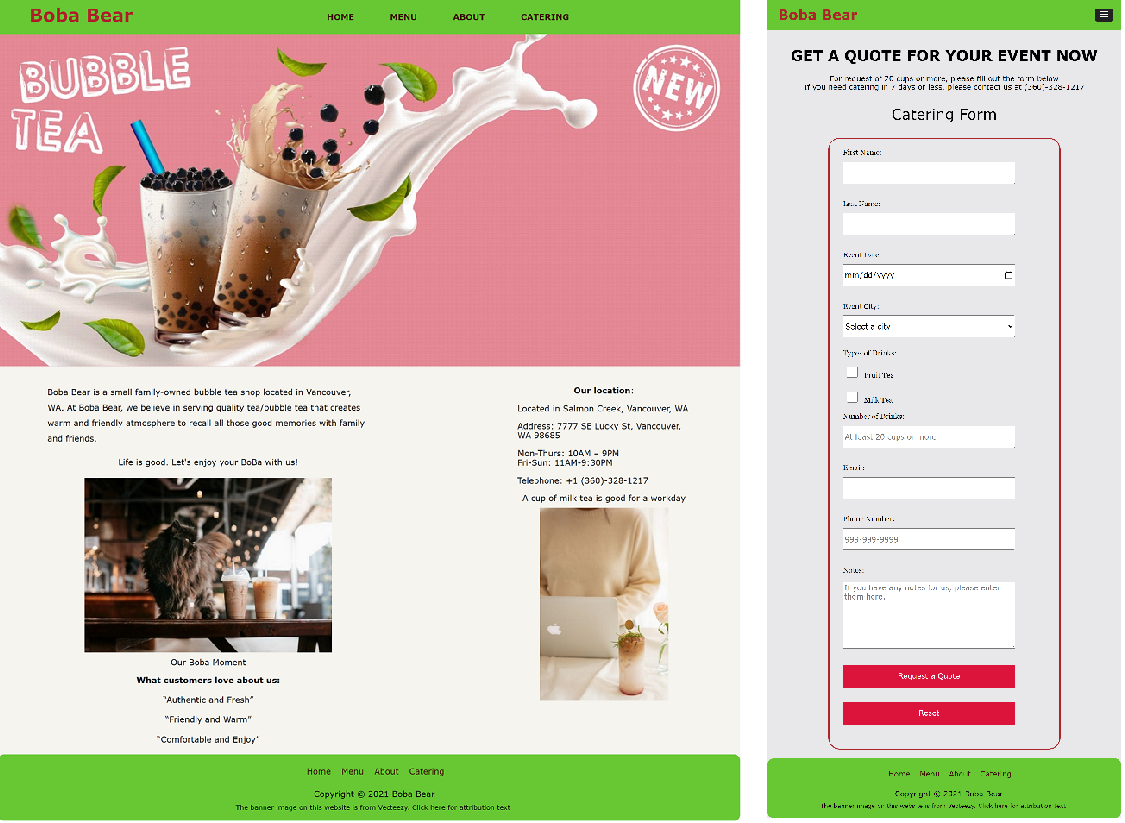 Boba Bear
HOME MENU ABOUT CATERING
BUBBLE
TEA
NEW
Boba Bear is a small family-owned bubble tea shop located in Vancouver,
WA. At Boba Bear, we believe in serving quality tea/bubble tea that creates
warm and friendly atmosphere to recall all those good memories with family
and friends.
Life is good. Let's enjoy your BoBa with us!
Our Boba Moment
What customers love about us:
"Authentic and Fresh"
"Friendly and Warm"
"Comfortable and Enjoy"
Our location:
Located in Salmon Creek, Vancouver, WA
Address: 7777 SE Lucky St, Vancouver,
WA 98685
Mon-Thurs: 10AM – 9PM
Fri-Sun: 11AM-9:30PM
Telephone: +1 (360)-328-1217
A cup of milk tea is good for a workday
Home Menu About Catering
Copyright © 2021 Boba Bear
The banner image on this website is from Vecteezy. Click here for attribution text
Boba Bear
GET A QUOTE FOR YOUR EVENT NOW
For request of 20 cups or more, please fill out the form below
If you need catering in 7 days or less, please contact us at (360)-328-1217
Catering Form
First Name:
Last Name:
Event Date:
mm/dd/yyyy
Event City:
Select a city
Types of Drinks:
Fruit Tea
Milk Tea
Number of Drinks:
At least 20 cups or more
Email:
Phone Number:
999-999-9999
Notes:
If you have any notes for us, please enter
them here.
Request a Quote
Reset
Home Menu About Catering
Copyright © 2021 Boba Bear
The banner image on this website is from Vecteezy. Click here for attribution text